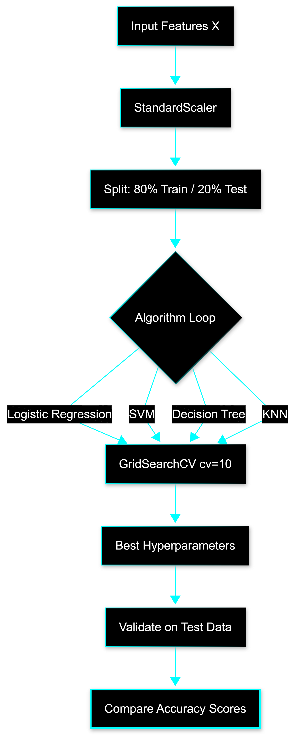 Input Features X
StandardScaler
Split: 80% Train / 20% Test
Algorithm Loop
Logistic Regression
SVM
Decision Tree
KNN
GridSearchCV cv=10
Best Hyperparameters
Validate on Test Data
Compare Accuracy Scores